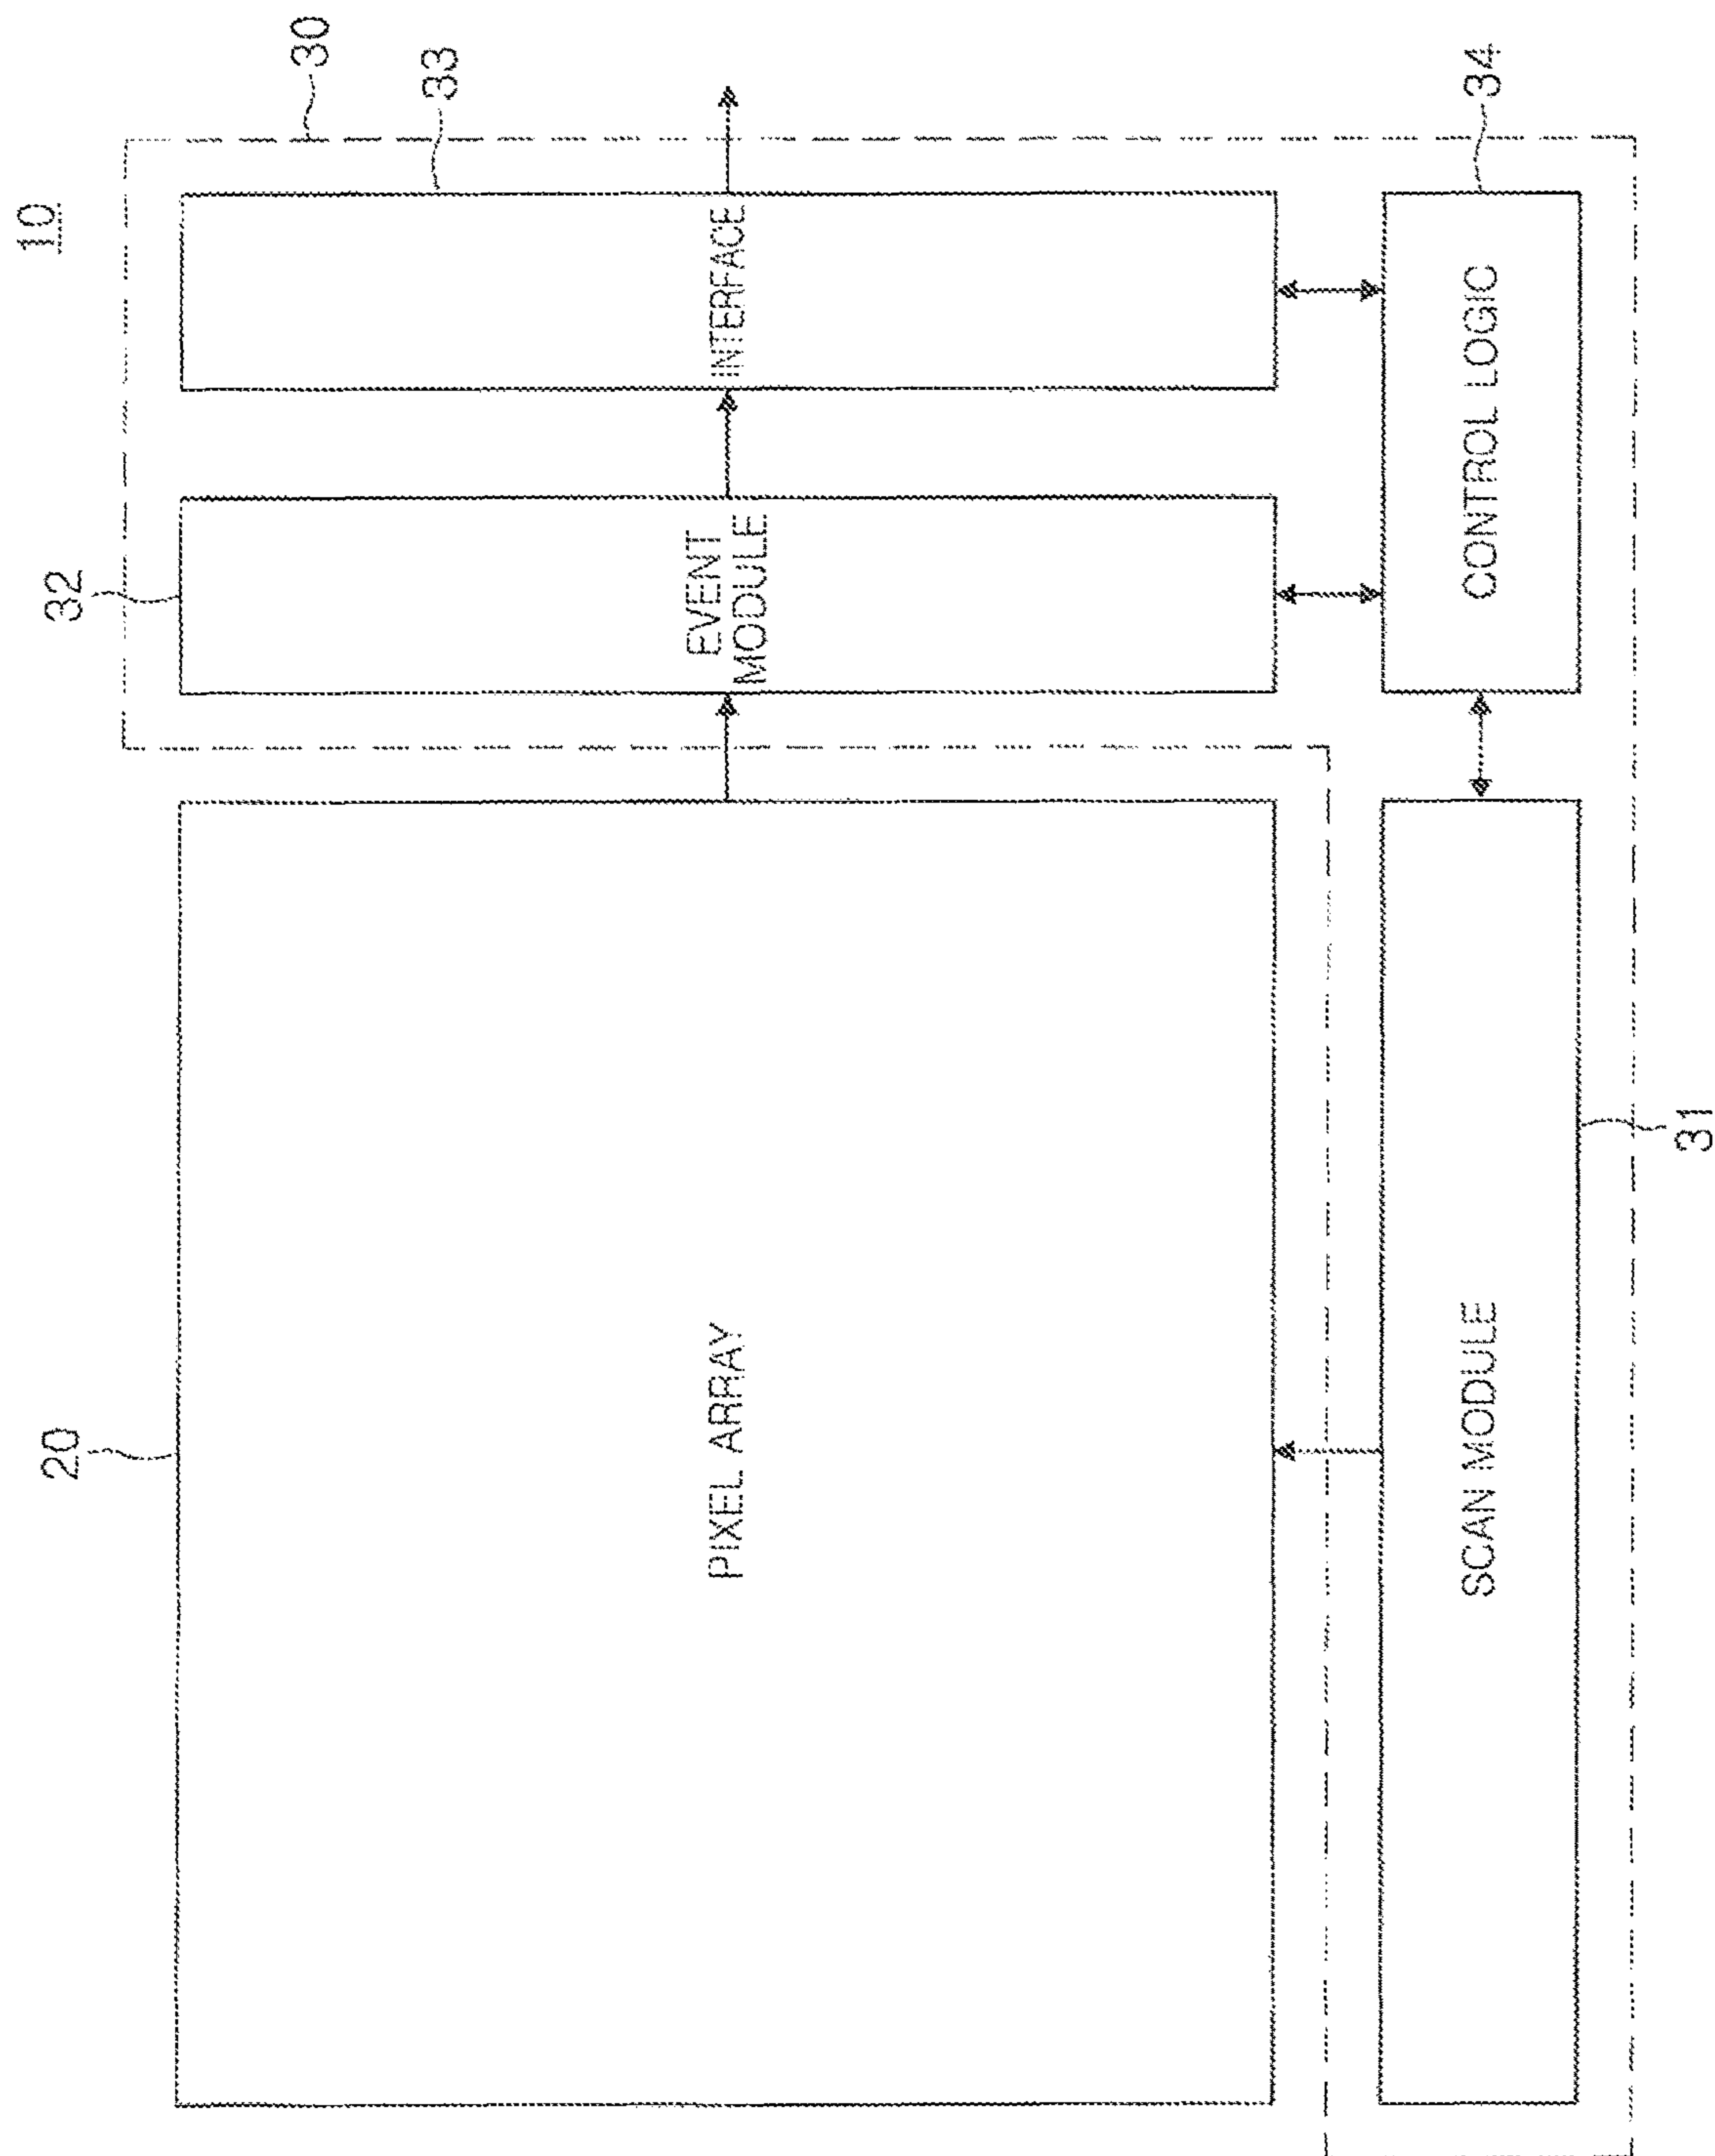 10
20
32
30
33
PIXEL ARRAY
EVENT
MODULE
INTERFACE
SCAN MODULE
CONTROL LOGIC
34
31